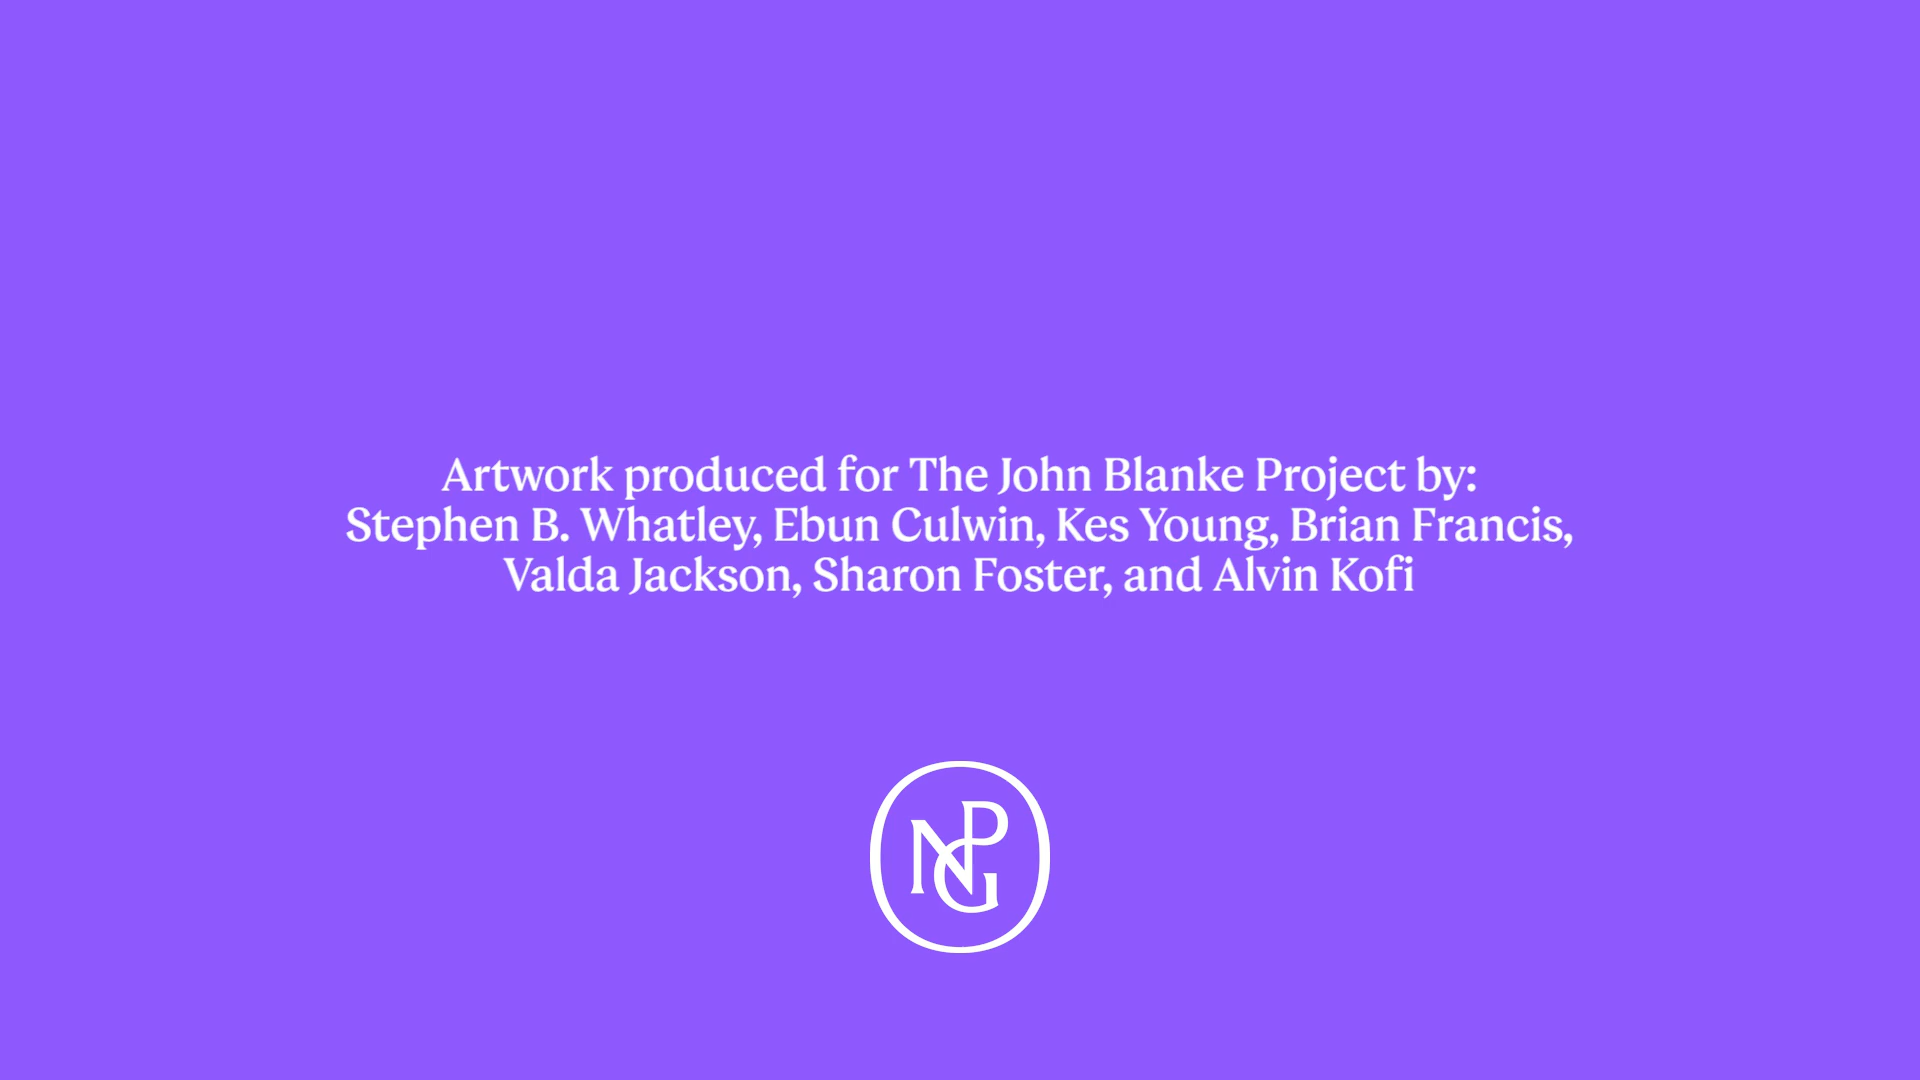 Artwork produced for The John Blanke Project by:
Stephen B. Whatley, Ebun Culwin, Kes Young, Brian Francis,
Valda Jackson, Sharon Foster, and Alvin Kofi
NPG